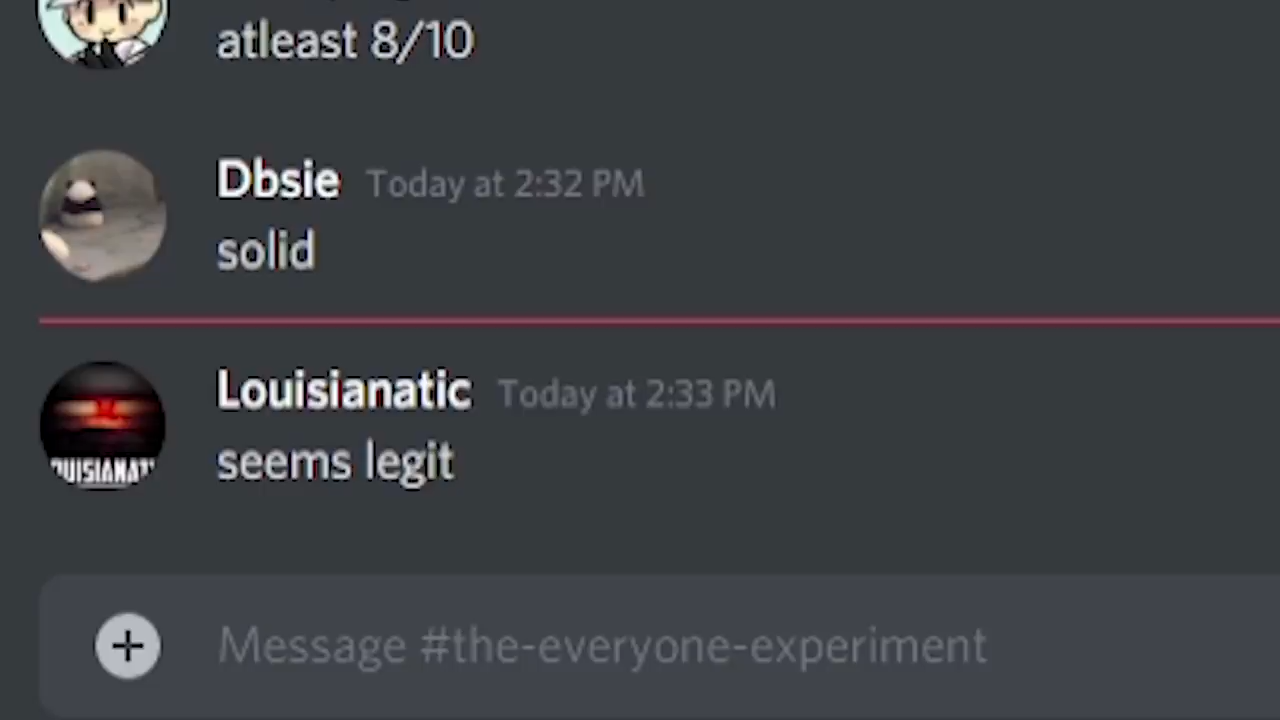 atleast 8/10
Dbsie Today at 2:32 PM
solid
Louisianatic Today at 2:33 PM
seems legit
Message #the-everyone-experiment